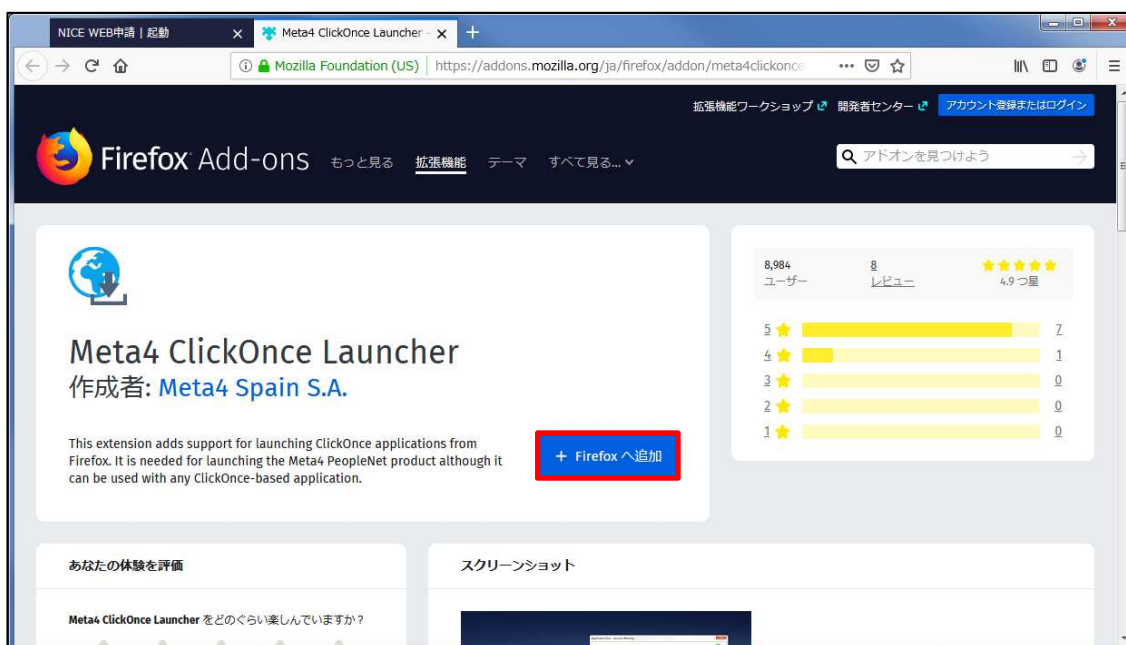 NICE WEB申請 | 起動
Meta4 ClickOnce Launcher –
Mozilla Foundation (US)
https://addons.mozilla.org/ja/firefox/addon/meta4clickonce
拡張機能ワークショップ
開発者センター
アカウント登録またはログイン
Firefox Add-ons
もっと見る
拡張機能
テーマ
すべて見る...
アドオンを見つけよう
Meta4 ClickOnce Launcher
作成者: Meta4 Spain S.A.
This extension adds support for launching ClickOnce applications from
Firefox. It is needed for launching the Meta4 PeopleNet product although it
can be used with any ClickOnce-based application.
+ Firefox へ追加
8,984
ユーザー
8
レビュー
4.9 つ星
5 7
4 1
3 0
2 0
1 0
あなたの体験を評価
Meta4 ClickOnce Launcher をどのぐらい楽しんでいますか？
スクリーンショット